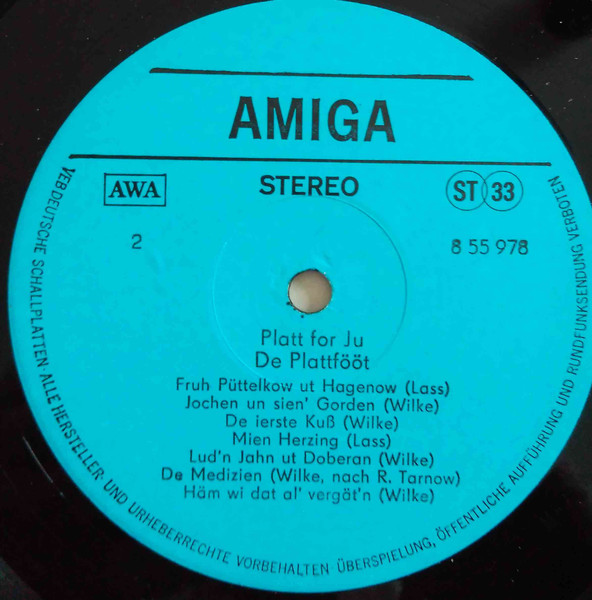 AMIGA
AWA
STEREO
ST 33
2
8 55 978
Platt for Ju
De Plattfööt
Fruh Püttelkow ut Hagenow (Lass)
Jochen un sien' Gorden (Wilke)
De ierste Kuß (Wilke)
Mien Herzing (Lass)
Lud'n Jahn ut Doberan (Wilke)
De Medizien (Wilke, nach R. Tarnow)
Häm wi dat al' vergät'n (Wilke)
VEB DEUTSCHE SCHALLPLATTEN · ALLE HERSTELLER- UND URHEBERRECHTE VORBEHALTEN ÜBERSPIELUNG, ÖFFENTLICHE AUFFÜHRUNG UND RUNDFUNKSENDUNG VERBOTEN